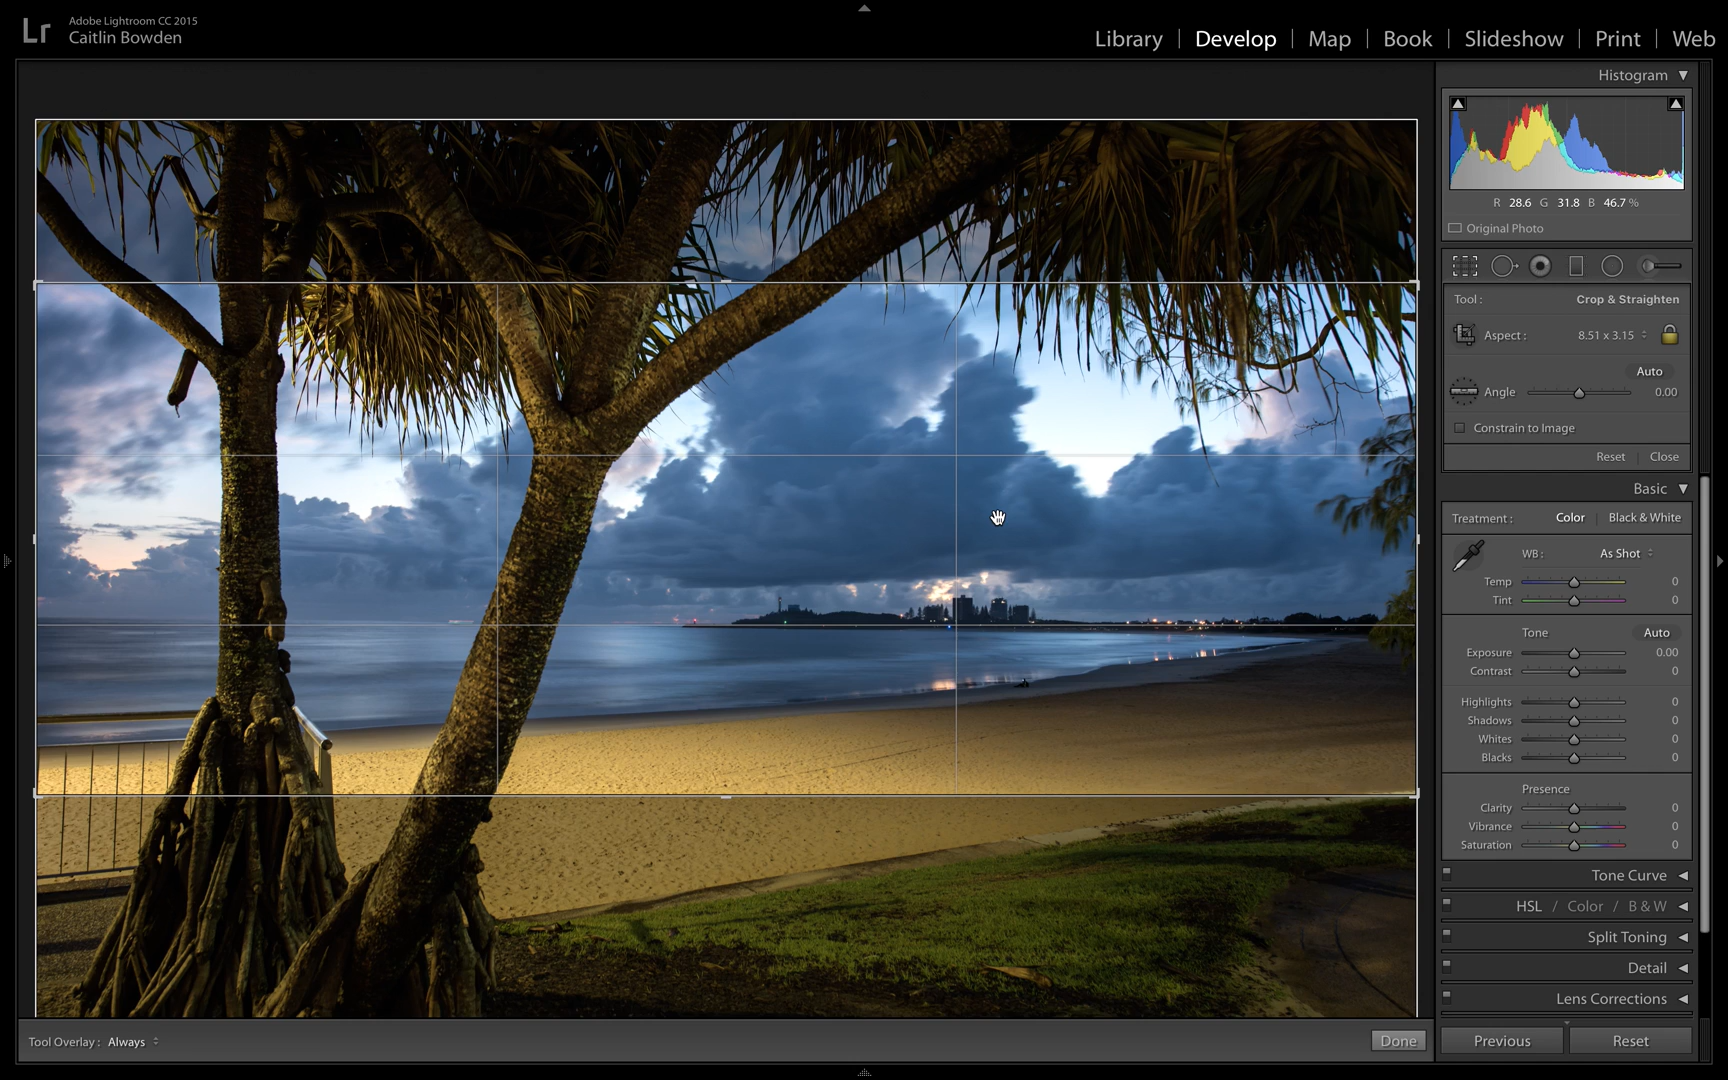 Lr
Adobe Lightroom CC 2015
Caitlin Bowden
Library | Develop | Map | Book | Slideshow | Print | Web
Histogram
R 28.6 G 31.8 B 46.7 %
Original Photo
Tool : Crop & Straighten
Aspect : 8.51 x 3.15
Auto
Angle 0.00
Constrain to Image
Reset | Close
Basic
Treatment : Color | Black & White
WB : As Shot
Temp 0
Tint 0
Tone Auto
Exposure 0.00
Contrast 0
Highlights 0
Shadows 0
Whites 0
Blacks 0
Presence
Clarity 0
Vibrance 0
Saturation 0
Tone Curve
HSL / Color / B & W
Split Toning
Detail
Lens Corrections
Tool Overlay : Always
Done
Previous
Reset